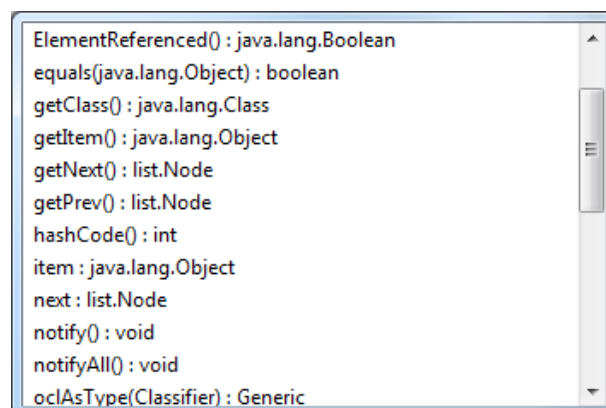 ElementReferenced() : java.lang.Boolean
equals(java.lang.Object) : boolean
getClass() : java.lang.Class
getItem() : java.lang.Object
getNext() : list.Node
getPrev() : list.Node
hashCode() : int
item : java.lang.Object
next : list.Node
notify() : void
notifyAll() : void
oclAsType(Classifier) : Generic